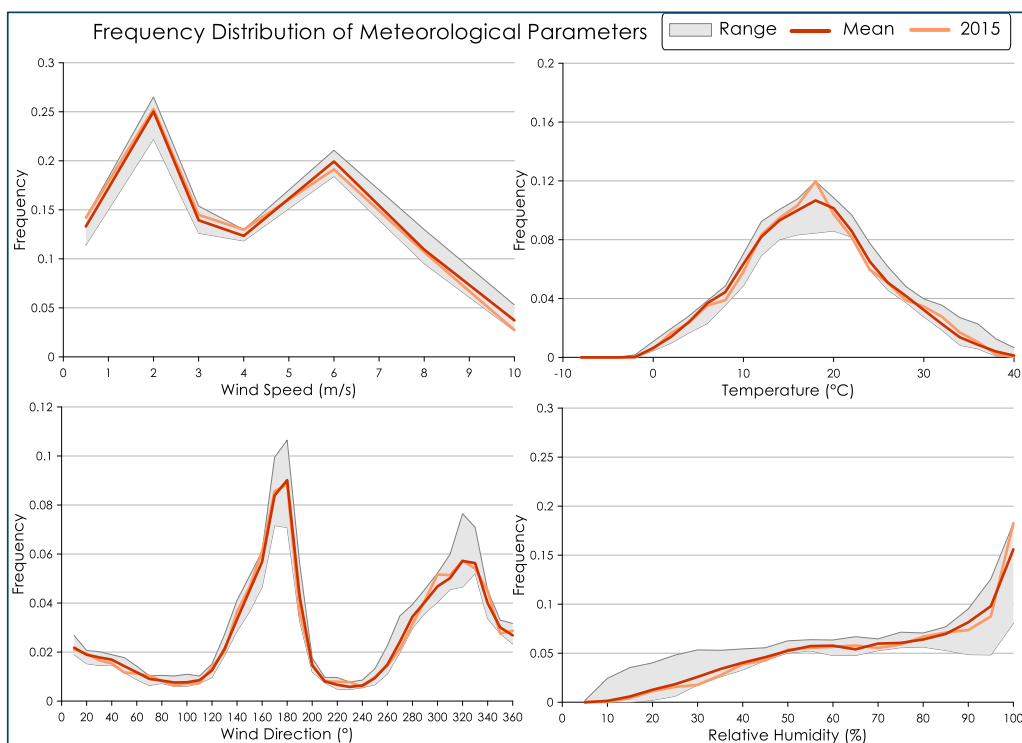 Frequency Distribution of Meteorological Parameters
Range Mean 2015
0.3
0.25
0.2
0.15
0.1
0.05
0
Frequency
0 1 2 3 4 5 6 7 8 9 10
Wind Speed (m/s)
0.2
0.16
0.12
0.08
0.04
0
Frequency
-10 0 10 20 30 40
Temperature (°C)
0.12
0.1
0.08
0.06
0.04
0.02
0
Frequency
0 20 40 60 80 100 120 140 160 180 200 220 240 260 280 300 320 340 360
Wind Direction (°)
0.3
0.25
0.2
0.15
0.1
0.05
0
Frequency
0 10 20 30 40 50 60 70 80 90 100
Relative Humidity (%)